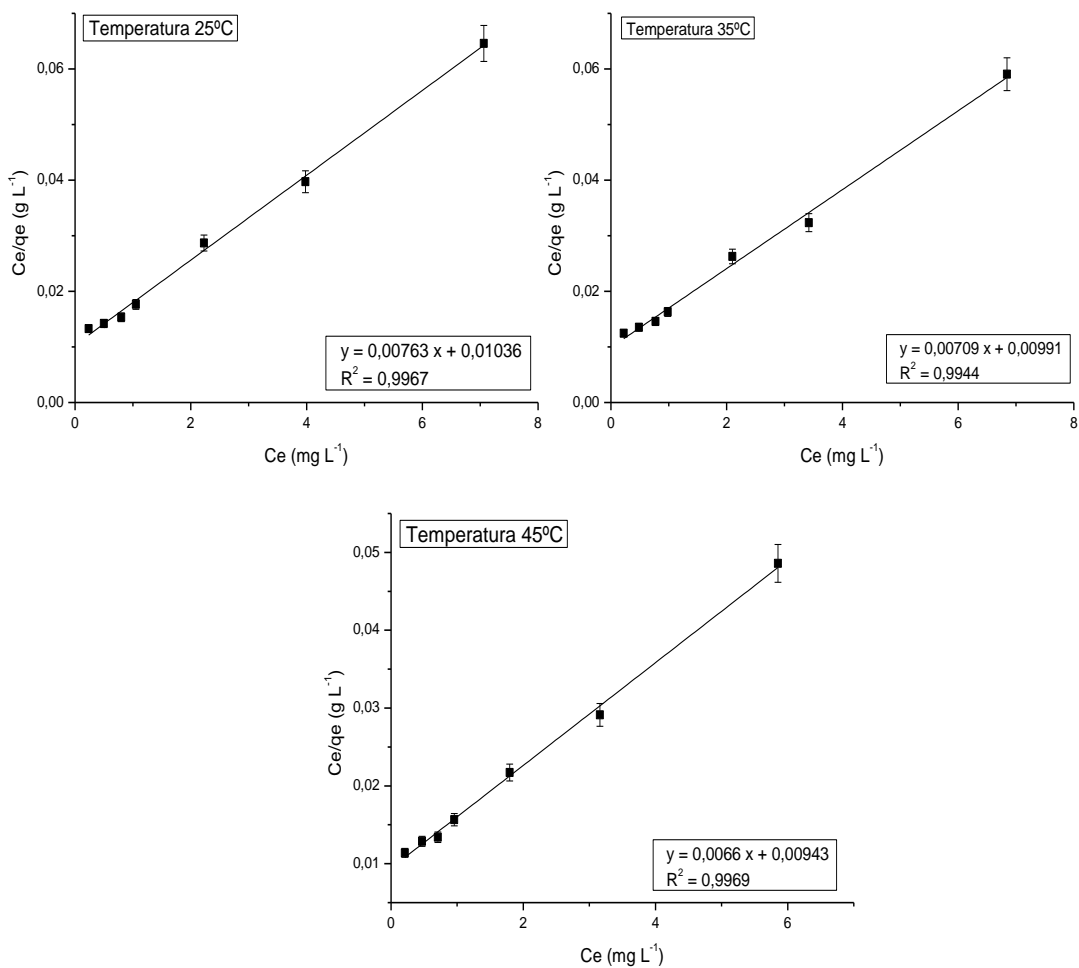 Temperatura 25ºC
0,06
0,04
0,02
0,00
Ce/qe (g L⁻¹)
y = 0,00763 x + 0,01036
R² = 0,9967
0 2 4 6 8
Ce (mg L⁻¹)
Temperatura 35ºC
0,06
0,04
0,02
0,00
Ce/qe (g L⁻¹)
y = 0,00709 x + 0,00991
R² = 0,9944
0 2 4 6 8
Ce (mg L⁻¹)
Temperatura 45ºC
0,05
0,04
0,03
0,02
0,01
Ce/qe (g L⁻¹)
y = 0,0066 x + 0,00943
R² = 0,9969
0 2 4 6
Ce (mg L⁻¹)